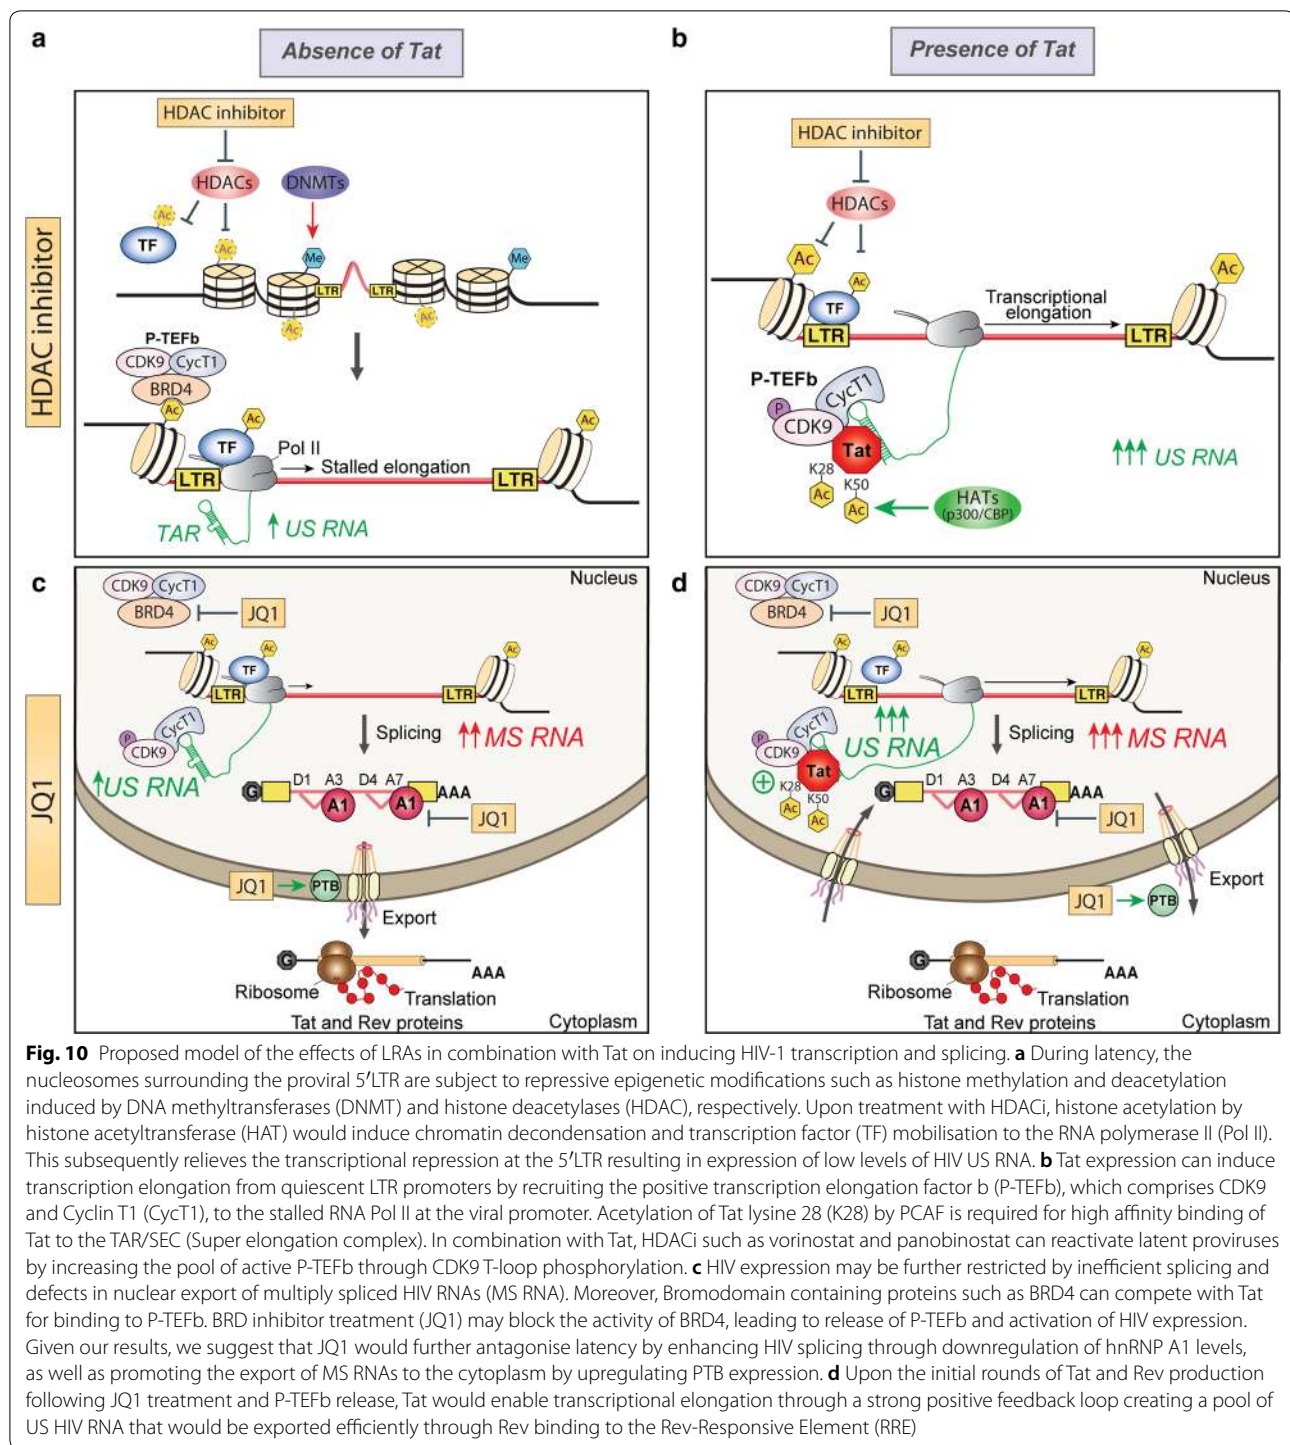 a
Absence of Tat
b
Presence of Tat
HDAC inhibitor
HDAC inhibitor
HDACs
DNMTs
Ac
TF
Ac
Me
Me
LTR
LTR
Ac
Ac
P-TEFb
CDK9
CycT1
BRD4
Ac
Ac
Ac
TF
Pol II
LTR
Stalled elongation
LTR
TAR
↑ US RNA
HDAC inhibitor
HDACs
Ac
Ac
Ac
TF
Transcriptional
elongation
LTR
LTR
P-TEFb
CycT1
P
CDK9
Tat
K28
K50
Ac
Ac
HATs
(p300/CBP)
↑↑↑ US RNA
JQ1
c
Nucleus
CDK9
CycT1
BRD4
JQ1
Ac
Ac
Ac
TF
LTR
LTR
CycT1
P
CDK9
Splicing
↑↑ MS RNA
↑US RNA
D1 A3 D4 A7
G
A1
A1
AAA
JQ1
JQ1
PTB
Export
G
AAA
Ribosome
Translation
Tat and Rev proteins
Cytoplasm
d
Nucleus
CDK9
CycT1
BRD4
JQ1
Ac
Ac
Ac
TF
LTR
LTR
CycT1
P
CDK9
↑↑↑
US RNA
Splicing
↑↑↑ MS RNA
+
Tat
K28
K50
Ac
Ac
D1 A3 D4 A7
G
A1
A1
AAA
JQ1
JQ1
PTB
Export
G
AAA
Ribosome
Translation
Tat and Rev proteins
Cytoplasm
Fig. 10 Proposed model of the effects of LRAs in combination with Tat on inducing HIV-1 transcription and splicing. a During latency, the
nucleosomes surrounding the proviral 5′LTR are subject to repressive epigenetic modifications such as histone methylation and deacetylation
induced by DNA methyltransferases (DNMT) and histone deacetylases (HDAC), respectively. Upon treatment with HDACi, histone acetylation by
histone acetyltransferase (HAT) would induce chromatin decondensation and transcription factor (TF) mobilisation to the RNA polymerase II (Pol II).
This subsequently relieves the transcriptional repression at the 5′LTR resulting in expression of low levels of HIV US RNA. b Tat expression can induce
transcription elongation from quiescent LTR promoters by recruiting the positive transcription elongation factor b (P-TEFb), which comprises CDK9
and Cyclin T1 (CycT1), to the stalled RNA Pol II at the viral promoter. Acetylation of Tat lysine 28 (K28) by PCAF is required for high affinity binding of
Tat to the TAR/SEC (Super elongation complex). In combination with Tat, HDACi such as vorinostat and panobinostat can reactivate latent proviruses
by increasing the pool of active P-TEFb through CDK9 T-loop phosphorylation. c HIV expression may be further restricted by inefficient splicing and
defects in nuclear export of multiply spliced HIV RNAs (MS RNA). Moreover, Bromodomain containing proteins such as BRD4 can compete with Tat
for binding to P-TEFb. BRD inhibitor treatment (JQ1) may block the activity of BRD4, leading to release of P-TEFb and activation of HIV expression.
Given our results, we suggest that JQ1 would further antagonise latency by enhancing HIV splicing through downregulation of hnRNP A1 levels,
as well as promoting the export of MS RNAs to the cytoplasm by upregulating PTB expression. d Upon the initial rounds of Tat and Rev production
following JQ1 treatment and P-TEFb release, Tat would enable transcriptional elongation through a strong positive feedback loop creating a pool of
US HIV RNA that would be exported efficiently through Rev binding to the Rev-Responsive Element (RRE)